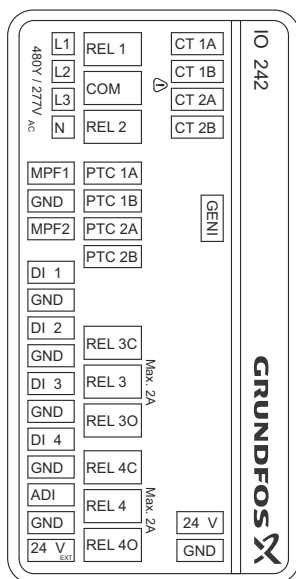 IO 242
480Y / 277V AC
L1
L2
L3
N
REL 1
COM
REL 2
CT 1A
CT 1B
CT 2A
CT 2B
MPF1
GND
MPF2
PTC 1A
PTC 1B
PTC 2A
PTC 2B
GENI
DI 1
GND
DI 2
GND
DI 3
GND
DI 4
GND
ADI
GND
24 V EXT
REL 3C
REL 3
REL 3O
Max. 2A
REL 4C
REL 4
REL 4O
Max. 2A
24 V
GND
GRUNDFOS